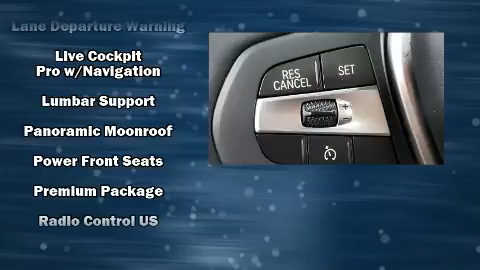 Lane Departure Warning
Live Cockpit
Pro w/Navigation
Lumbar Support
Panoramic Moonroof
Power Front Seats
Premium Package
Radio Control US
RES
CANCEL
SET
+